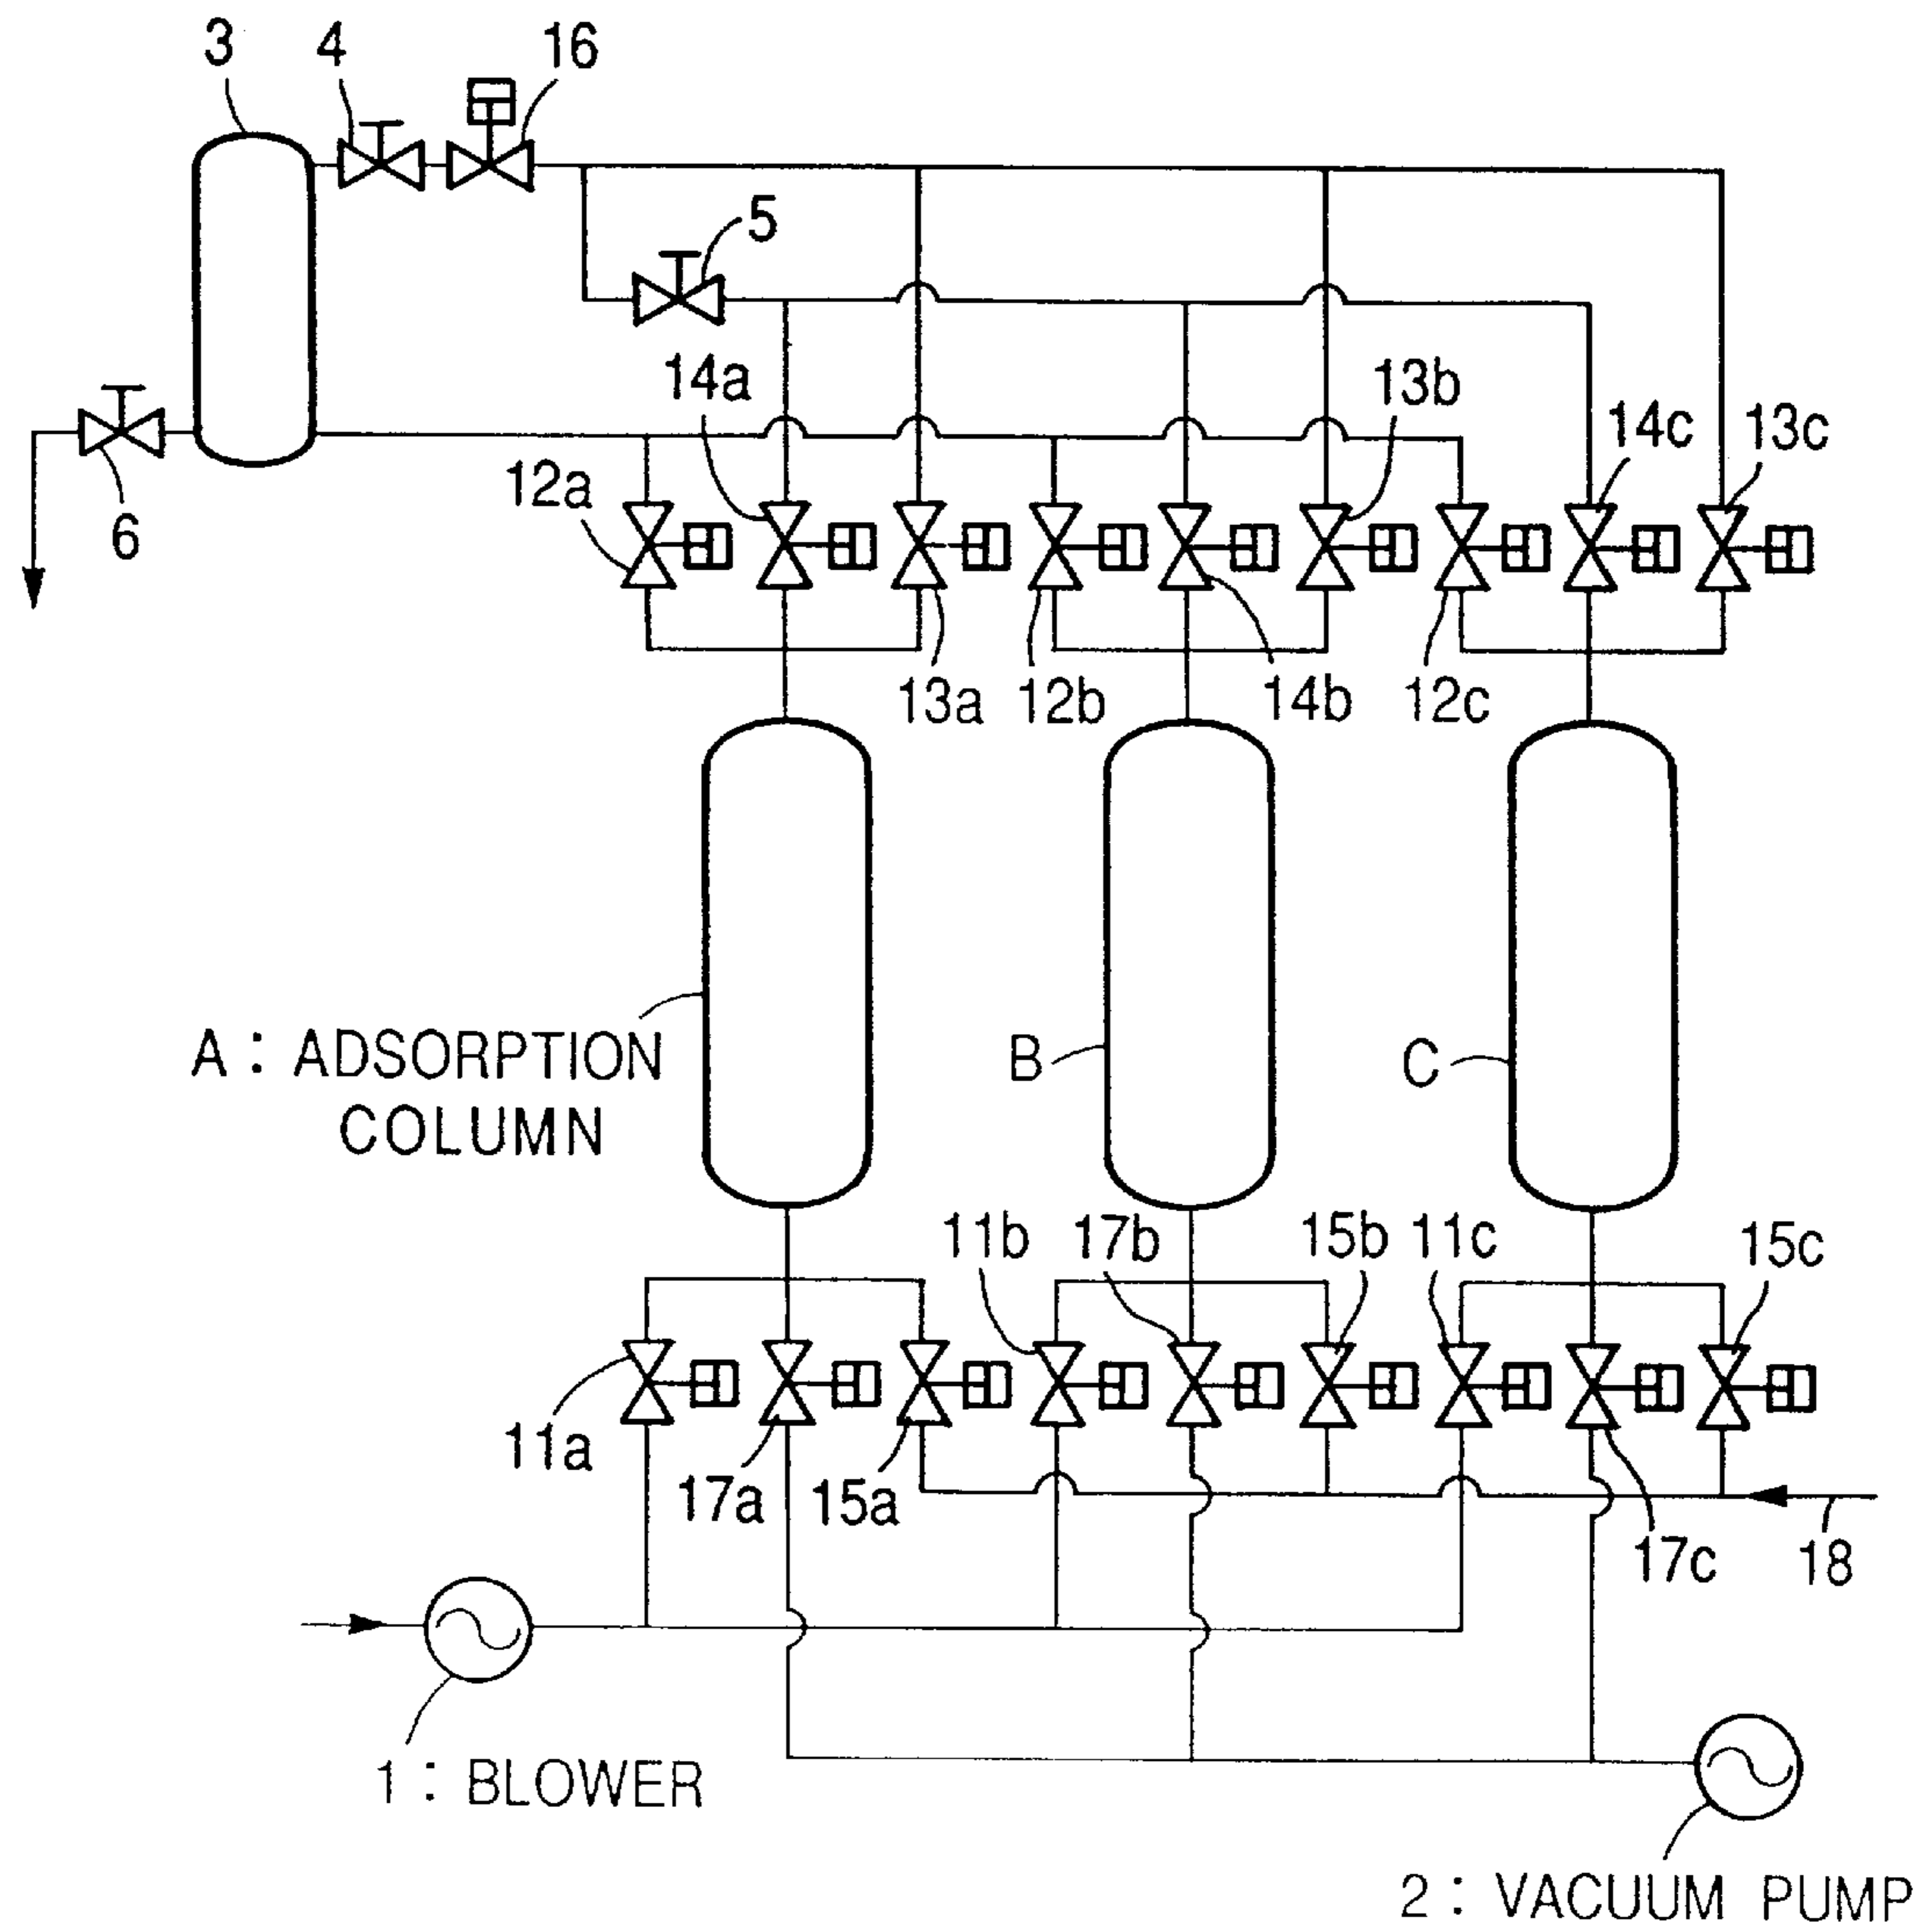 3 4 16
5
14a 13b 14c 13c
12a
6
13a 12b 14b 12c
A : ADSORPTION
COLUMN
B C
11b 17b 15b 11c 15c
11a
17a 15a
17c 18
1 : BLOWER
2 : VACUUM PUMP